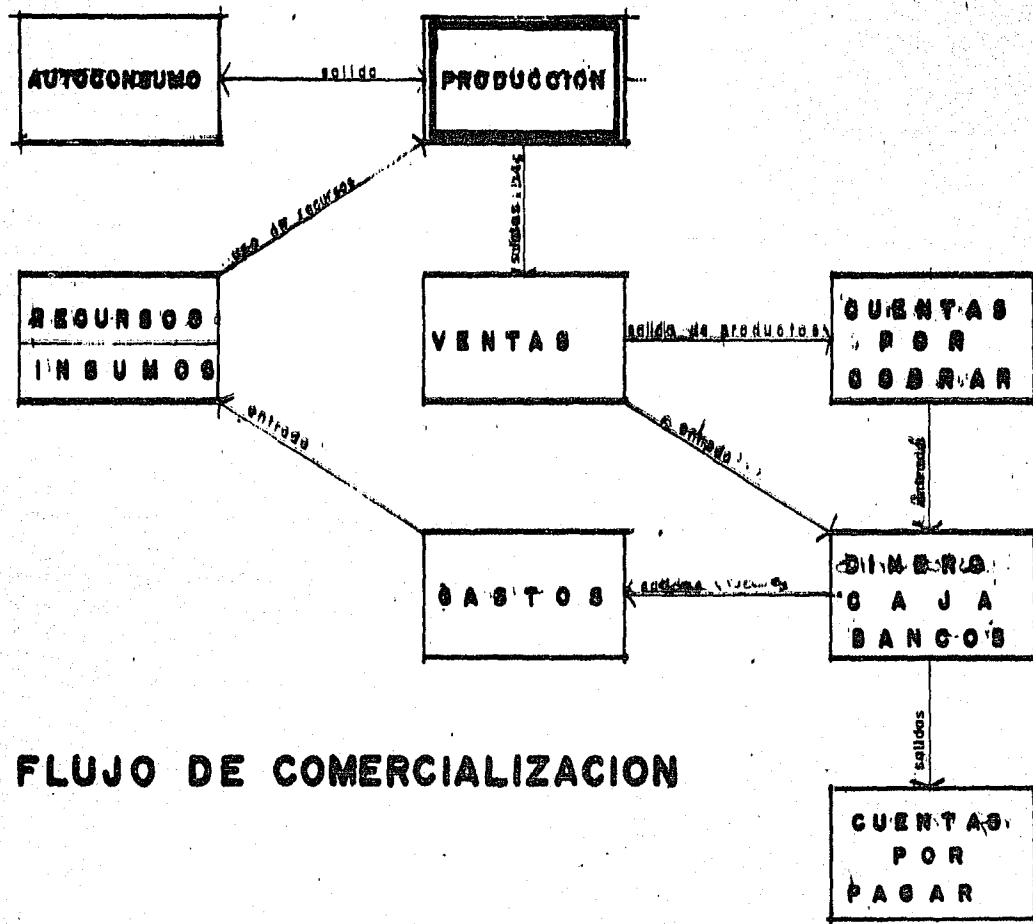 AUTOCONSUMO
salida
PRODUCCION
uso de recursos
salidas
RECURSOS
INSUMOS
VENTAS
salida de productos
CUENTAS
POR
COBRAR
entrada
entrada
entrada
GASTOS
salidas
DINERO
CAJA
BANCOS
salidas
FLUJO DE COMERCIALIZACION
CUENTAS
POR
PAGAR